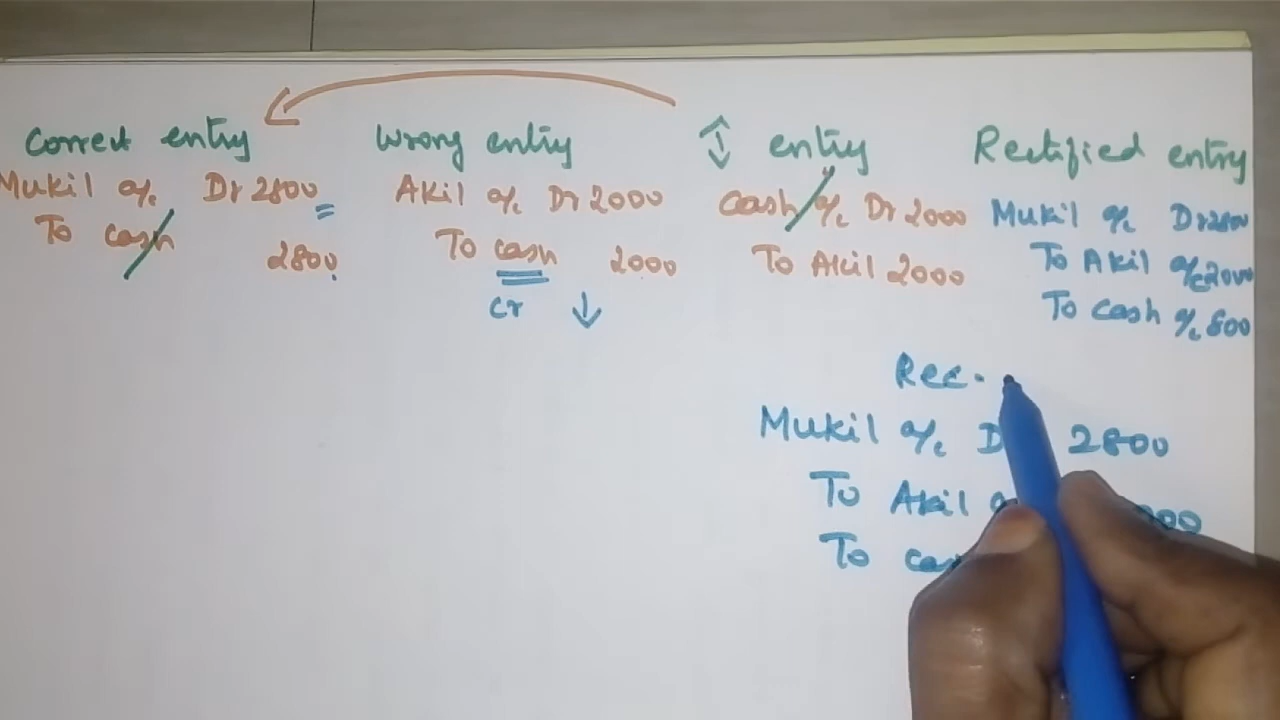 Correct entry
Mukil a/c Dr 2800
To cash
2800
Wrong entry
Akil a/c Dr 2000
To cash 2000
cr ↓
↕ entry
Cash a/c Dr 2000
To Akil 2000
Rectified entry
Mukil a/c Dr 2800
To Akil a/c 2000
To Cash a/c 800
Rec.
Mukil a/c 2800
To Akil
To